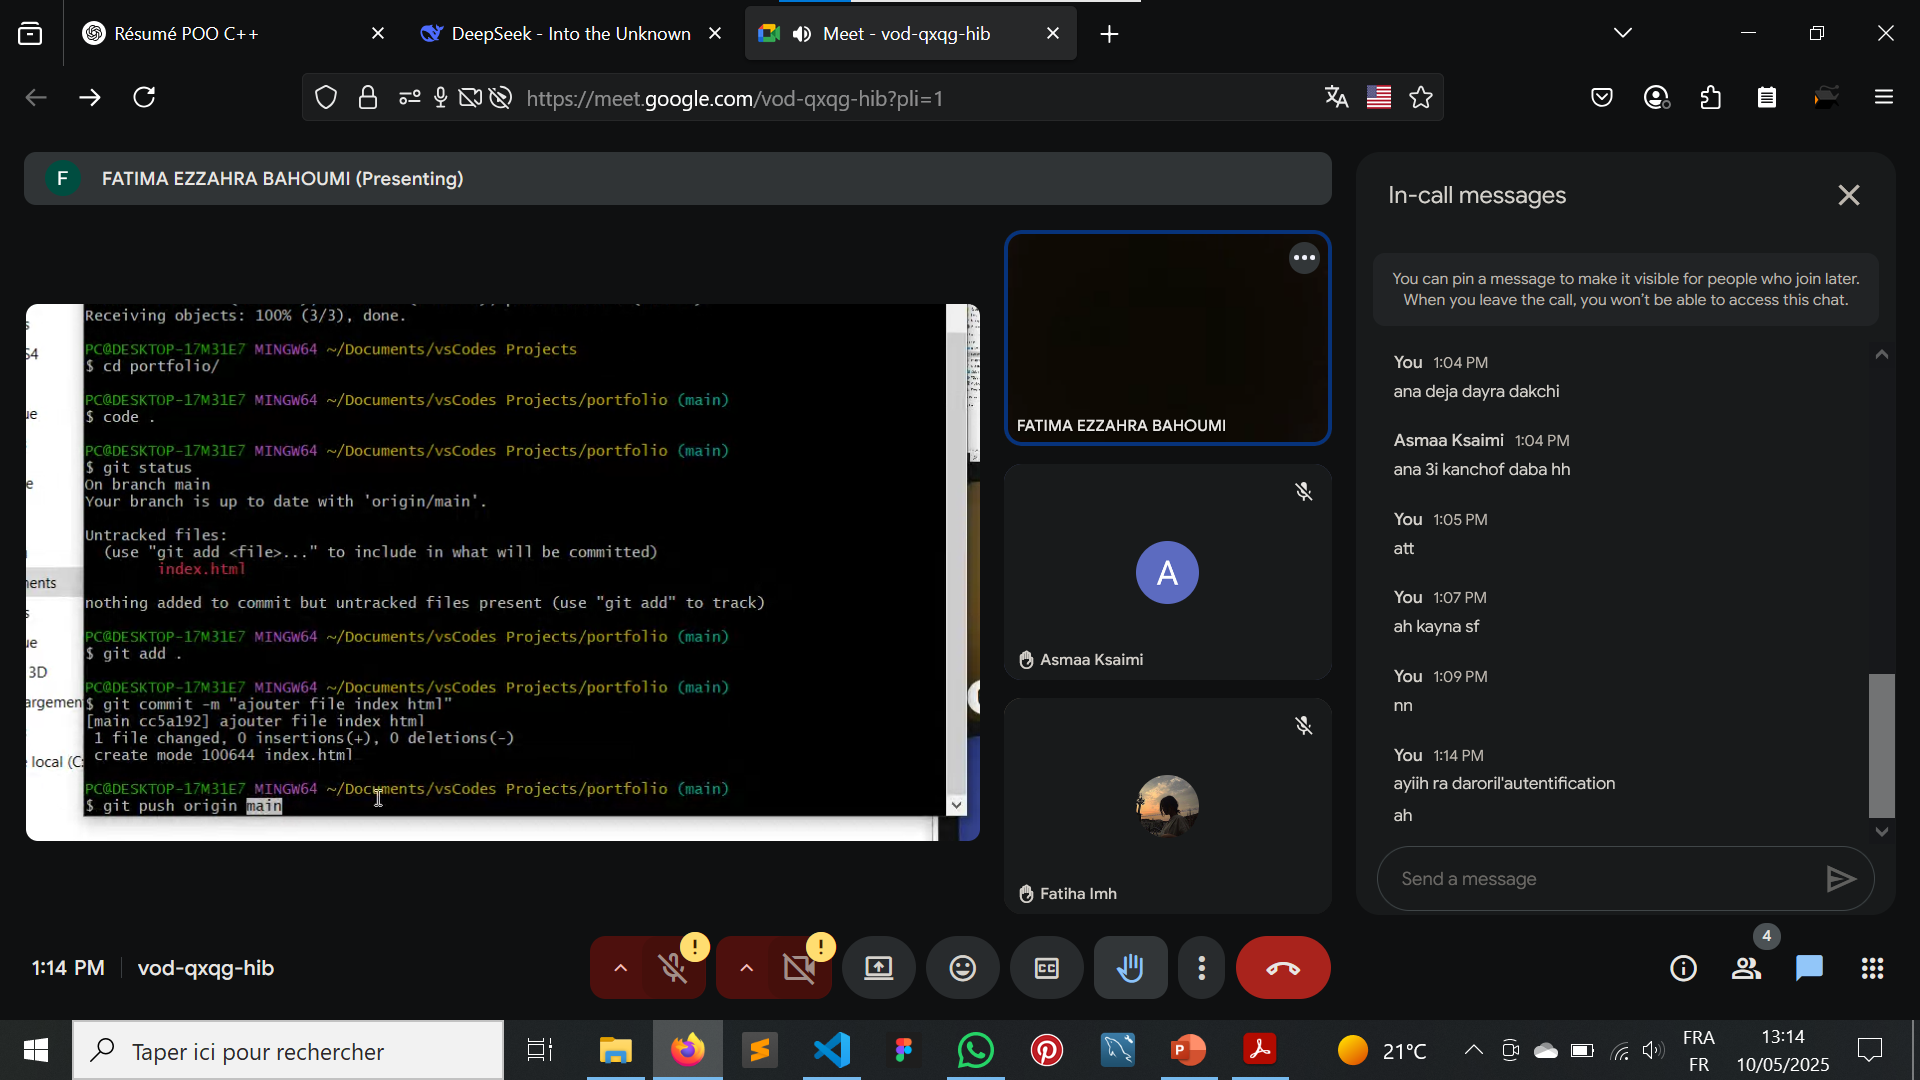 Résumé POO C++
DeepSeek - Into the Unknown
Meet - vod-qxqg-hib
https://meet.google.com/vod-qxqg-hib?pli=1
F
FATIMA EZZAHRA BAHOUMI (Presenting)
Receiving objects: 100% (3/3), done.
PC@DESKTOP-17M31E7 MINGW64 ~/Documents/vsCodes Projects
$ cd portfolio/
PC@DESKTOP-17M31E7 MINGW64 ~/Documents/vsCodes Projects/portfolio (main)
$ code .
PC@DESKTOP-17M31E7 MINGW64 ~/Documents/vsCodes Projects/portfolio (main)
$ git status
On branch main
Your branch is up to date with 'origin/main'.
Untracked files:
(use "git add <file>..." to include in what will be committed)
index.html
nothing added to commit but untracked files present (use "git add" to track)
PC@DESKTOP-17M31E7 MINGW64 ~/Documents/vsCodes Projects/portfolio (main)
$ git add .
PC@DESKTOP-17M31E7 MINGW64 ~/Documents/vsCodes Projects/portfolio (main)
$ git commit -m "ajouter file index html"
[main cc5a192] ajouter file index html
1 file changed, 0 insertions(+), 0 deletions(-)
create mode 100644 index.html
PC@DESKTOP-17M31E7 MINGW64 ~/Documents/vsCodes Projects/portfolio (main)
$ git push origin main
54
ue
e
ents
ue
3D
argemen
local (C:
FATIMA EZZAHRA BAHOUMI
A
Asmaa Ksaimi
Fatiha Imh
In-call messages
You can pin a message to make it visible for people who join later.
When you leave the call, you won't be able to access this chat.
You 1:04 PM
ana deja dayra dakchi
Asmaa Ksaimi 1:04 PM
ana 3i kanchof daba hh
You 1:05 PM
att
You 1:07 PM
ah kayna sf
You 1:09 PM
nn
You 1:14 PM
ayiih ra daroril'autentification
ah
Send a message
1:14 PM
vod-qxqg-hib
4
Taper ici pour rechercher
21°C
FRA
FR
13:14
10/05/2025